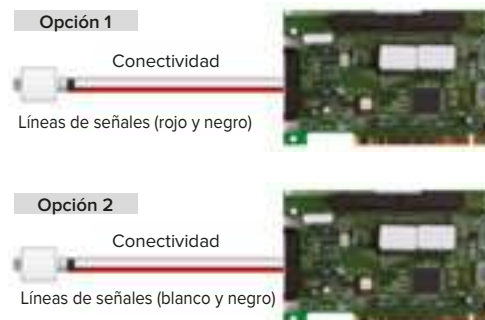 Opción 1
Conectividad
Líneas de señales (rojo y negro)
Opción 2
Conectividad
Líneas de señales (blanco y negro)